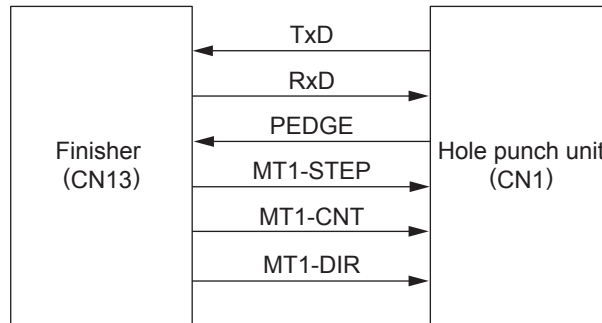 TxD
RxD
PEDGE
Finisher
(CN13)
Hole punch unit
(CN1)
MT1-STEP
MT1-CNT
MT1-DIR